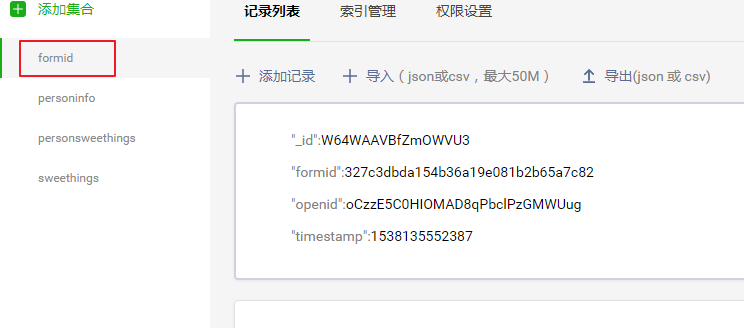 添加集合
formid
personinfo
personsweethings
sweethings
记录列表 索引管理 权限设置
添加记录 导入（json或csv，最大50M） 导出(json 或 csv)
"_id":W64WAAVBfZmOWVU3
"formid":327c3dbda154b36a19e081b2b65a7c82
"openid":oCzzE5C0HIOMAD8qPbclPzGMWUug
"timestamp":1538135552387